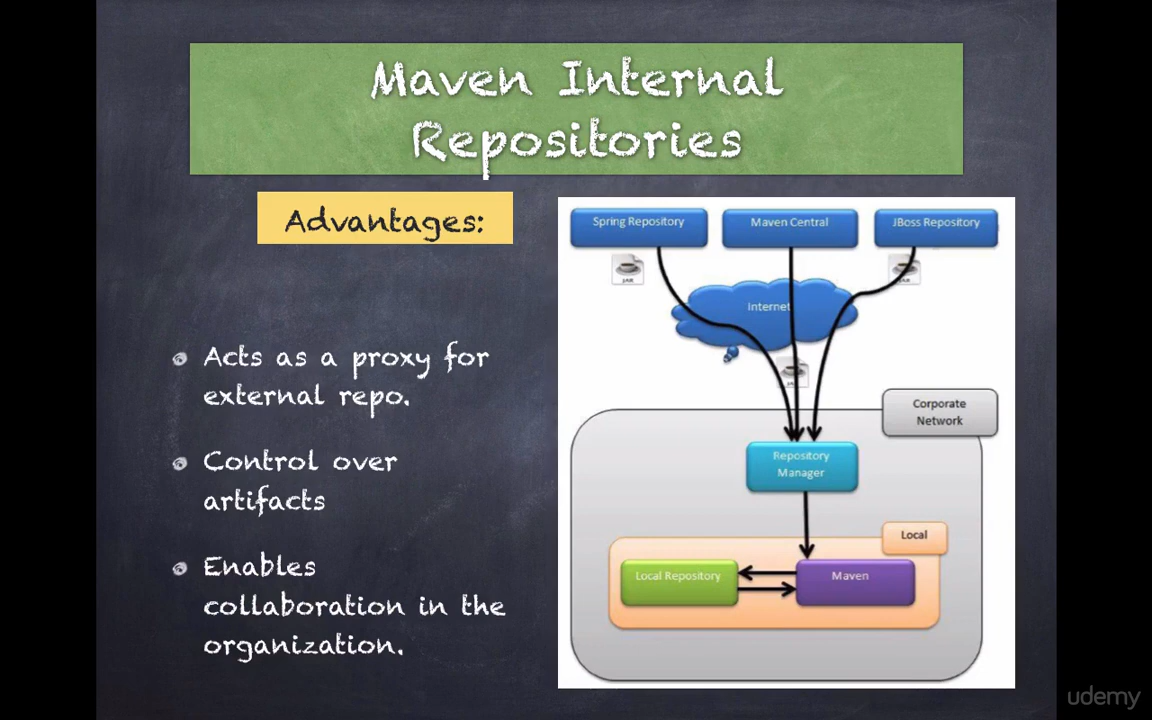 Maven Internal
Repositories
Advantages:
Acts as a proxy for
external repo.
Control over
artifacts
Enables
collaboration in the
organization.
Spring Repository
Maven Central
JBoss Repository
JAR
Internet
Corporate
Network
Repository
Manager
Local
Local Repository
Maven
udemy